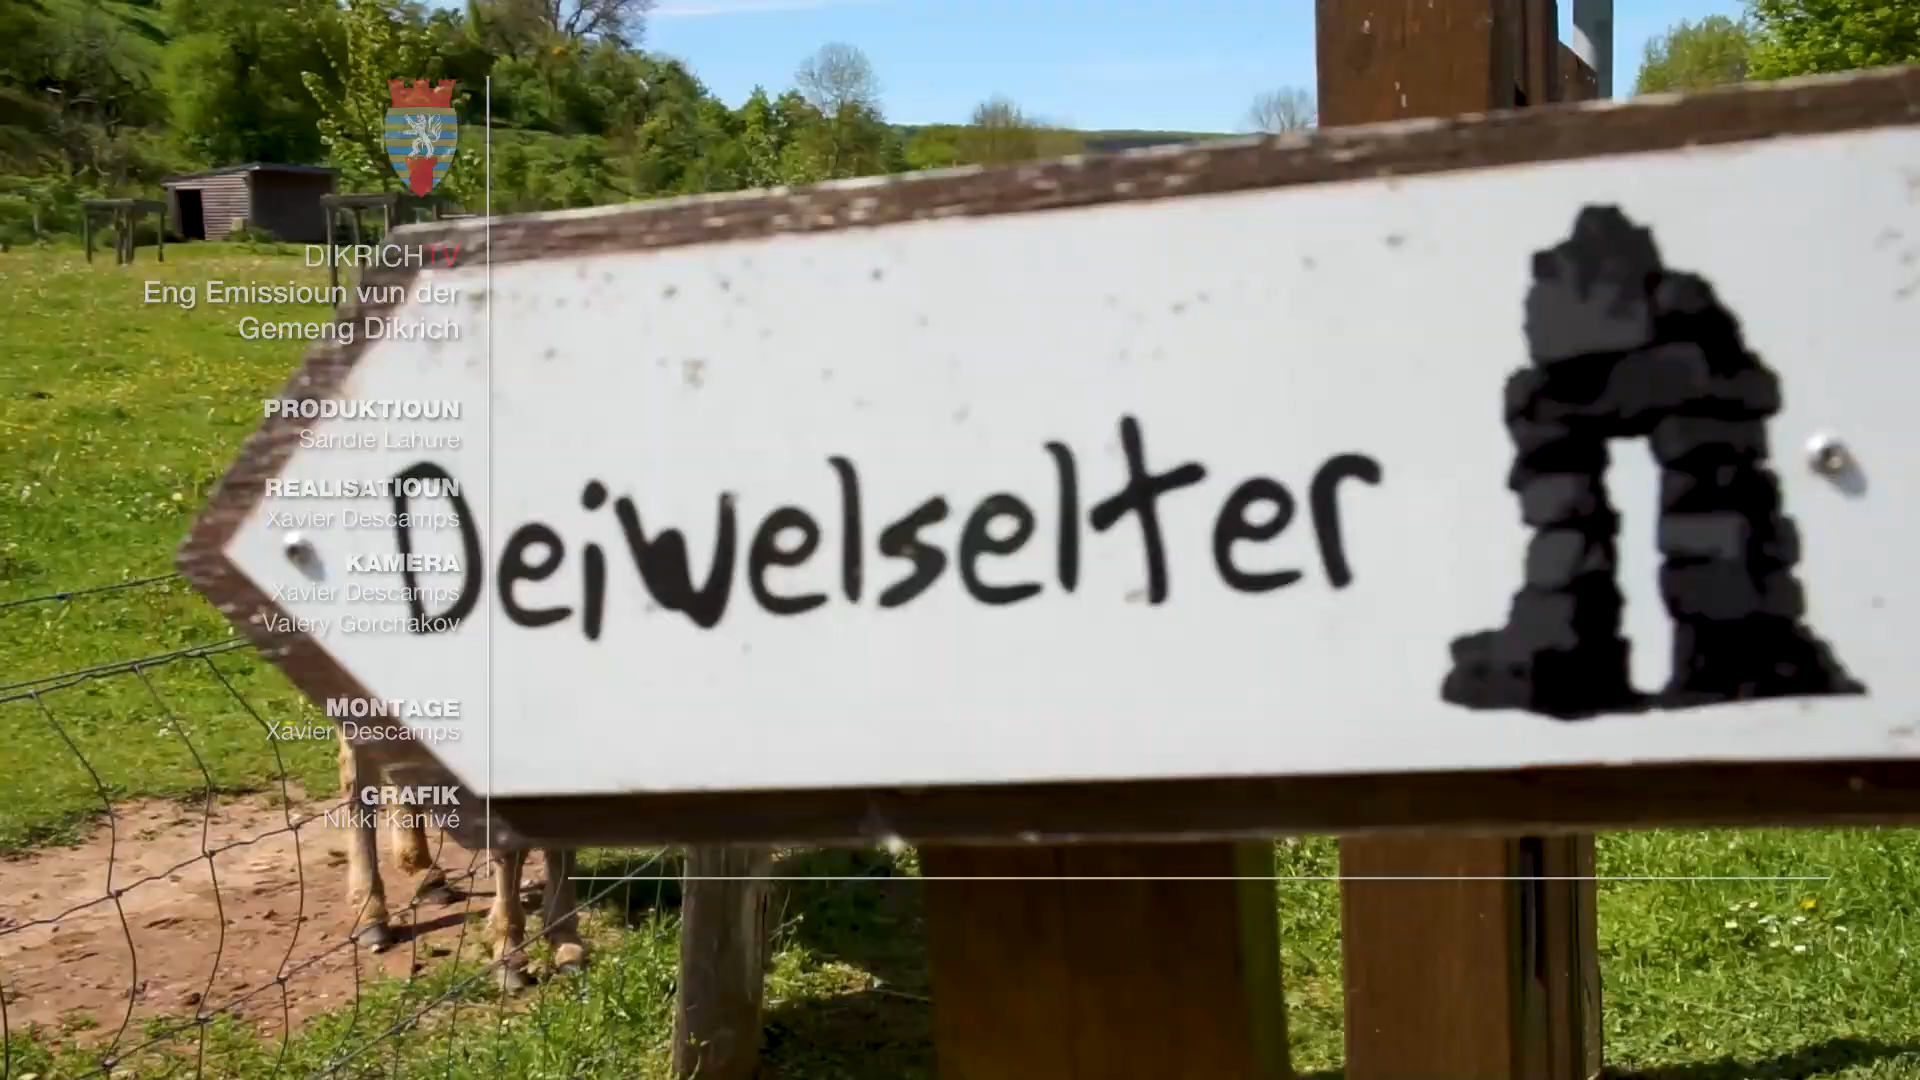 DIKRICHTV
Eng Emissioun vun der
Gemeng Dikrich
PRODUKTIOUN
Sandie Lahure
REALISATIOUN
Xavier Descamps
KAMERA
Xavier Descamps
Valery Gorchakov
MONTAGE
Xavier Descamps
GRAFIK
Nikki Kanivé
Deiwelselter